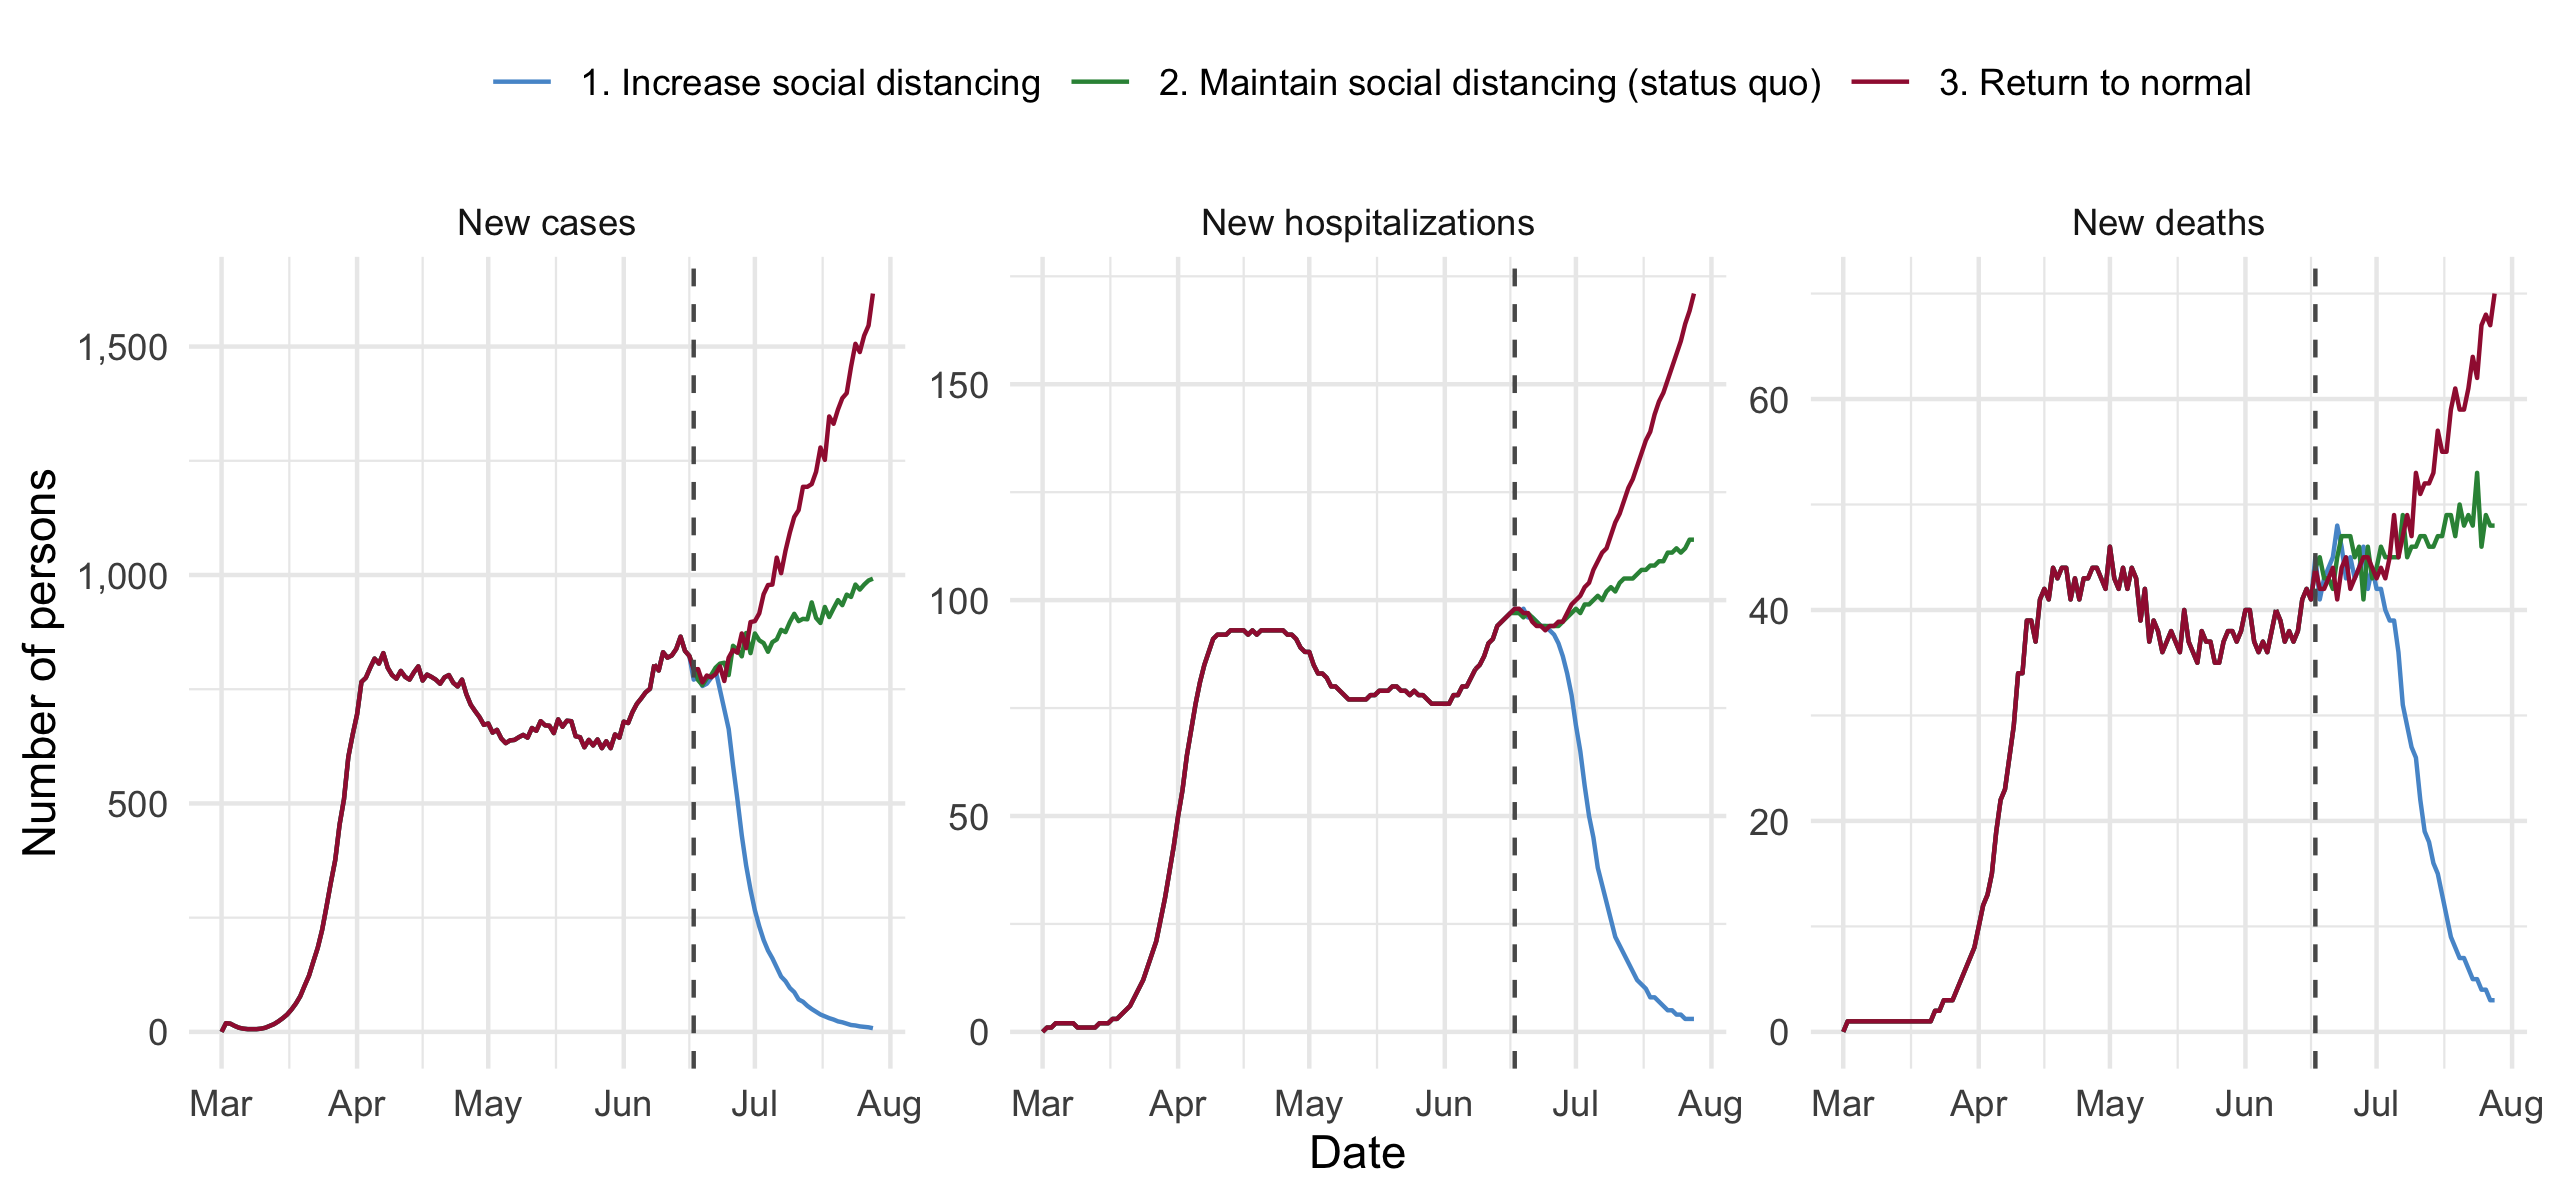 1. Increase social distancing 2. Maintain social distancing (status quo) 3. Return to normal
New cases New hospitalizations New deaths
Number of persons
1,500
1,000
500
0
150
100
50
0
60
40
20
0
Mar Apr May Jun Jul Aug Mar Apr May Jun Jul Aug Mar Apr May Jun Jul Aug
Date